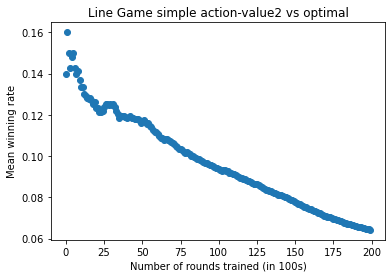 Line Game simple action-value2 vs optimal
0.16
0.14
0.12
0.10
0.08
0.06
Mean winning rate
0 25 50 75 100 125 150 175 200
Number of rounds trained (in 100s)